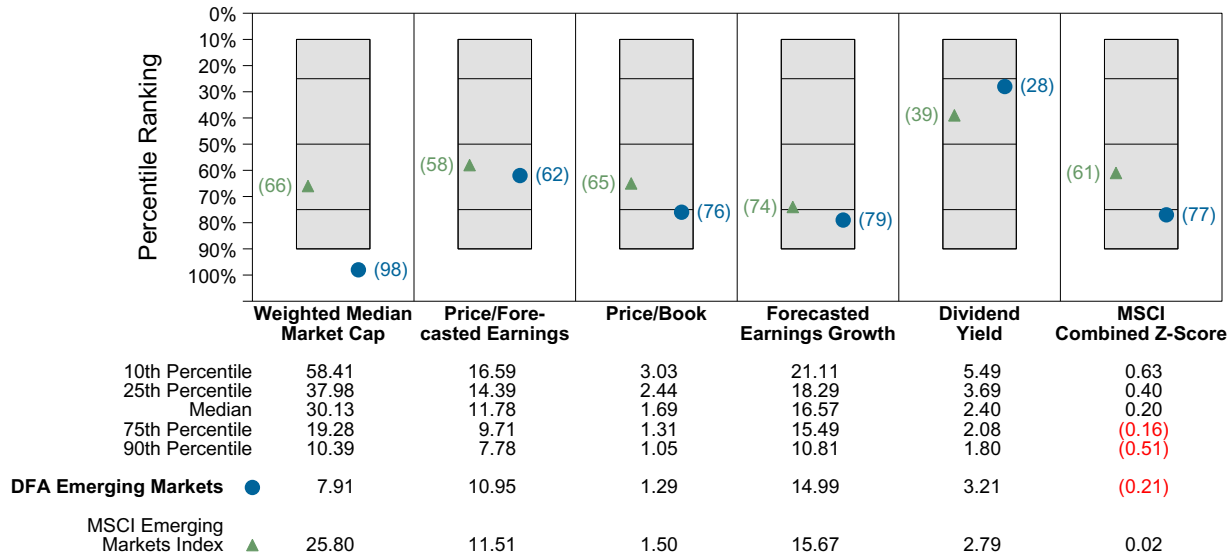 0%
10%
20%
30%
40%
50%
60%
70%
80%
90%
100%
Percentile Ranking
(66)
(98)
(58)
(62)
(65)
(76)
(74)
(79)
(39)
(28)
(61)
(77)
Weighted Median
Market Cap
Price/Fore-
casted Earnings
Price/Book
Forecasted
Earnings Growth
Dividend
Yield
MSCI
Combined Z-Score
10th Percentile 58.41 16.59 3.03 21.11 5.49 0.63
25th Percentile 37.98 14.39 2.44 18.29 3.69 0.40
Median 30.13 11.78 1.69 16.57 2.40 0.20
75th Percentile 19.28 9.71 1.31 15.49 2.08 (0.16)
90th Percentile 10.39 7.78 1.05 10.81 1.80 (0.51)
DFA Emerging Markets 7.91 10.95 1.29 14.99 3.21 (0.21)
MSCI Emerging
Markets Index 25.80 11.51 1.50 15.67 2.79 0.02